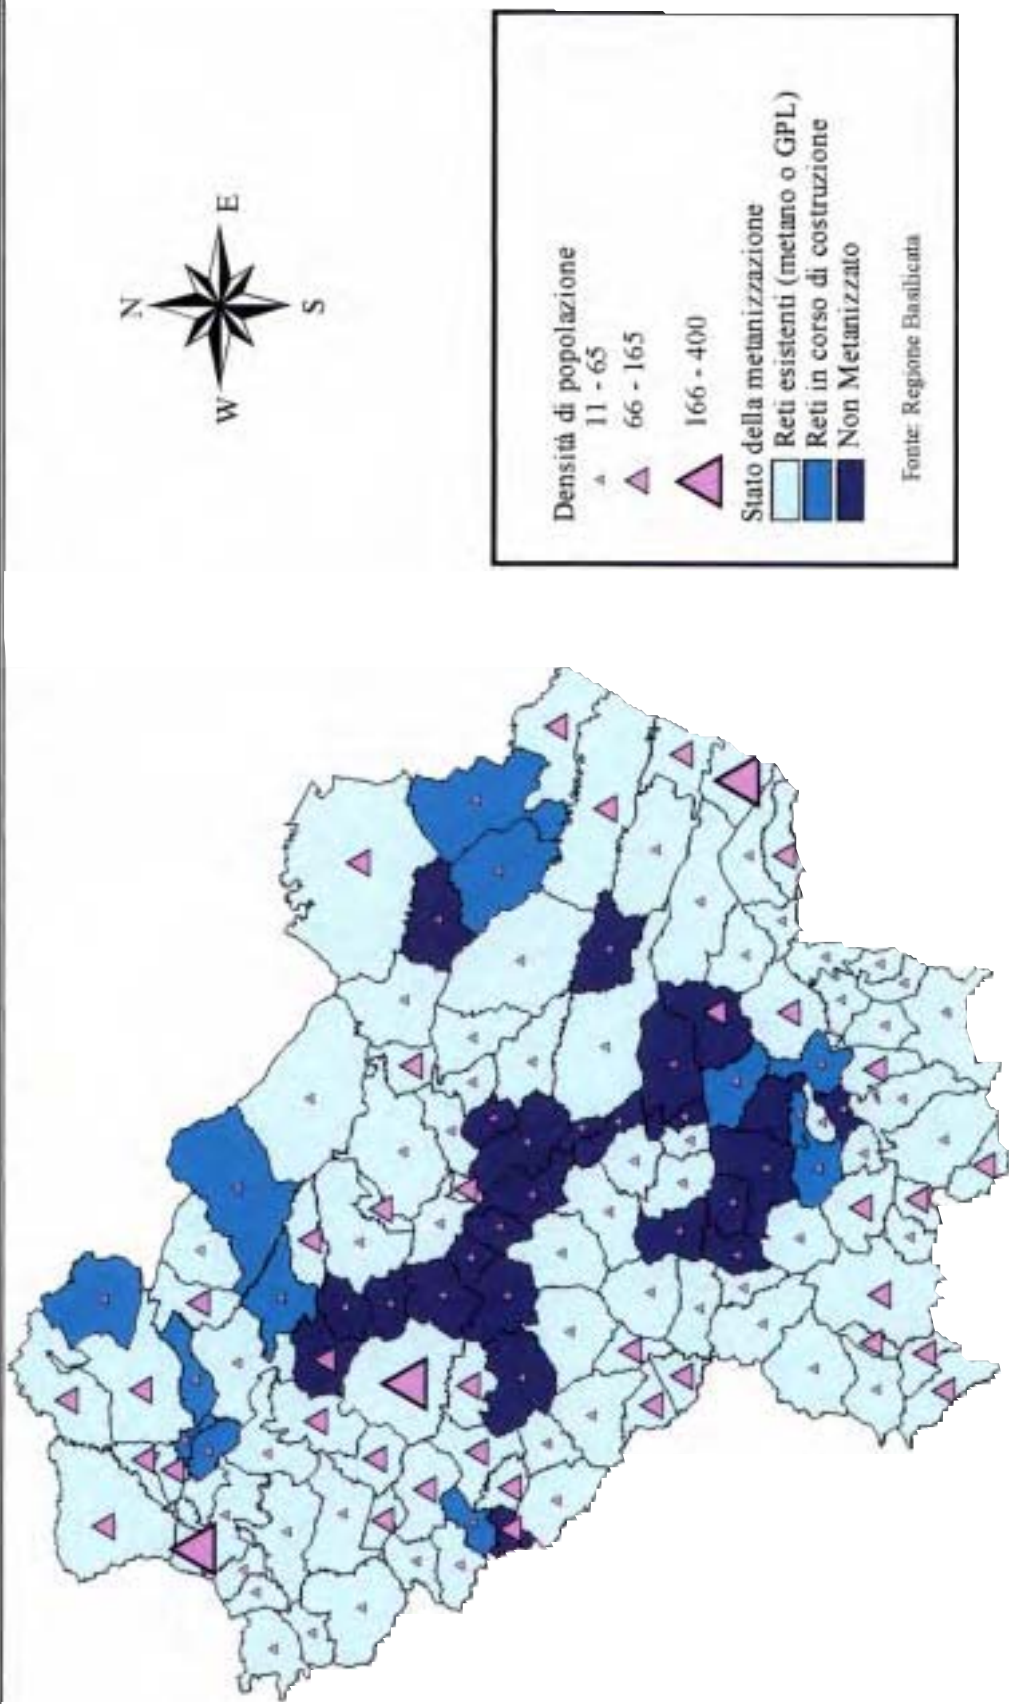 N
W
E
S
Densità di popolazione
11 - 65
66 - 165
166 - 400
Stato della metanizzazione
Reti esistenti (metano o GPL)
Reti in corso di costruzione
Non Metanizzato
Fonte: Regione Basilicata